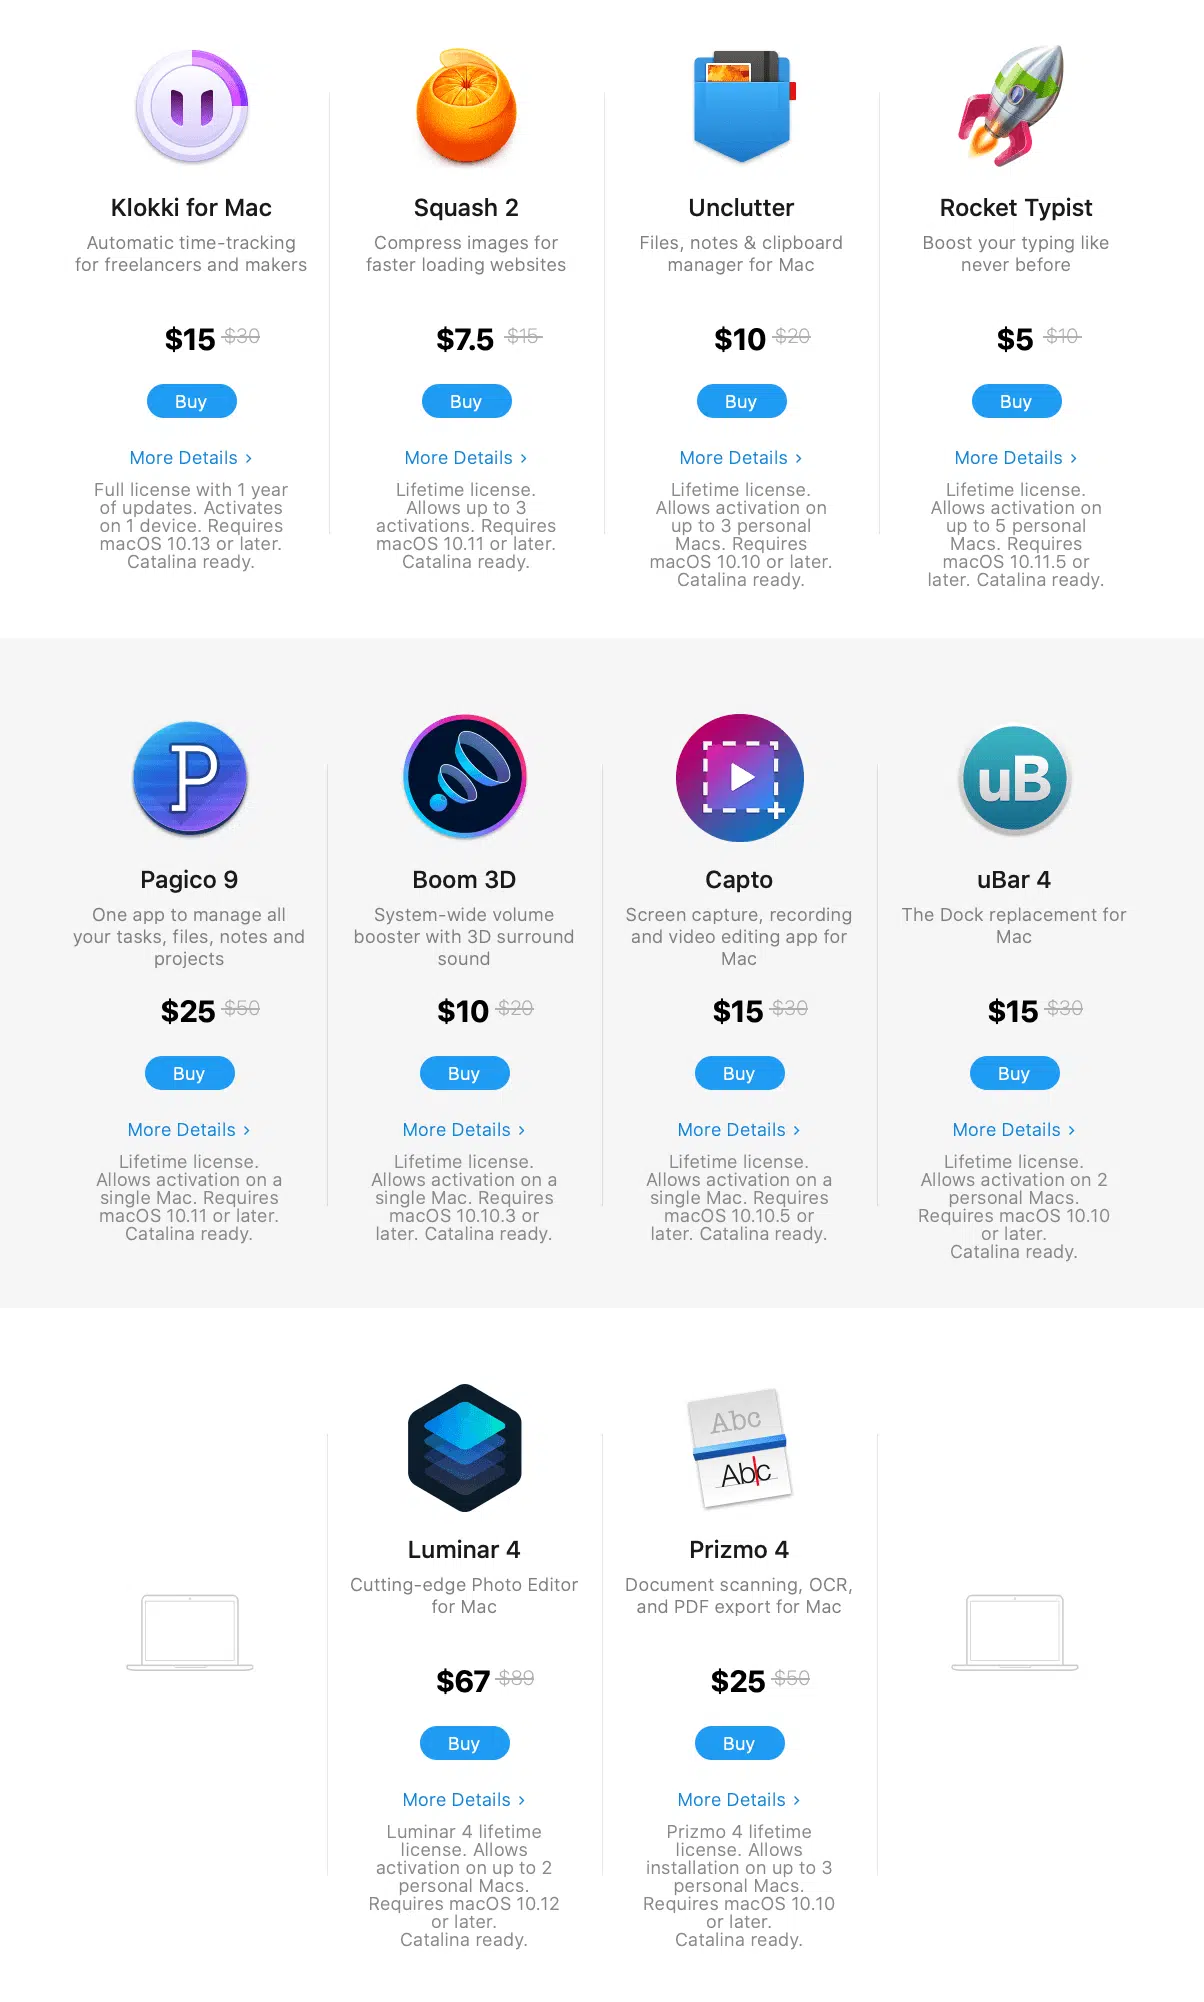 Klokki for Mac
Automatic time-tracking
for freelancers and makers
$15 $30
Buy
More Details >
Full license with 1 year
of updates. Activates
on 1 device. Requires
macOS 10.13 or later.
Catalina ready.
Squash 2
Compress images for
faster loading websites
$7.5 $15
Buy
More Details >
Lifetime license.
Allows up to 3
activations. Requires
macOS 10.11 or later.
Catalina ready.
Unclutter
Files, notes & clipboard
manager for Mac
$10 $20
Buy
More Details >
Lifetime license.
Allows activation on
up to 3 personal
Macs. Requires
macOS 10.10 or later.
Catalina ready.
Rocket Typist
Boost your typing like
never before
$5 $10
Buy
More Details >
Lifetime license.
Allows activation on
up to 5 personal
Macs. Requires
macOS 10.11.5 or
later. Catalina ready.
P
Pagico 9
One app to manage all
your tasks, files, notes and
projects
$25 $50
Buy
More Details >
Lifetime license.
Allows activation on a
single Mac. Requires
macOS 10.11 or later.
Catalina ready.
Boom 3D
System-wide volume
booster with 3D surround
sound
$10 $20
Buy
More Details >
Lifetime license.
Allows activation on a
single Mac. Requires
macOS 10.10.3 or
later. Catalina ready.
Capto
Screen capture, recording
and video editing app for
Mac
$15 $30
Buy
More Details >
Lifetime license.
Allows activation on a
single Mac. Requires
macOS 10.10.5 or
later. Catalina ready.
uB
uBar 4
The Dock replacement for
Mac
$15 $30
Buy
More Details >
Lifetime license.
Allows activation on 2
personal Macs.
Requires macOS 10.10
or later.
Catalina ready.
Luminar 4
Cutting-edge Photo Editor
for Mac
$67 $89
Buy
More Details >
Luminar 4 lifetime
license. Allows
activation on up to 2
personal Macs.
Requires macOS 10.12
or later.
Catalina ready.
Abc
Abc
Prizmo 4
Document scanning, OCR,
and PDF export for Mac
$25 $50
Buy
More Details >
Prizmo 4 lifetime
license. Allows
installation on up to 3
personal Macs.
Requires macOS 10.10
or later.
Catalina ready.